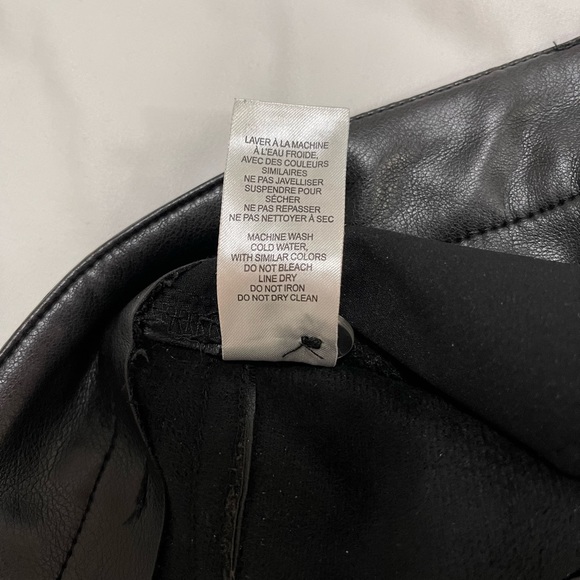 LAVER À LA MACHINE
À L'EAU FROIDE,
AVEC DES COULEURS
SIMILAIRES
NE PAS JAVELLISER
SUSPENDRE POUR
SÉCHER
NE PAS REPASSER
NE PAS NETTOYER À SEC
MACHINE WASH
COLD WATER,
WITH SIMILAR COLORS
DO NOT BLEACH
LINE DRY
DO NOT IRON
DO NOT DRY CLEAN